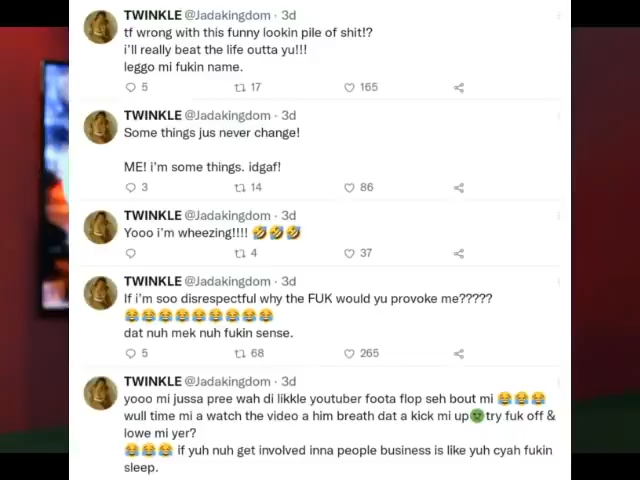 TWINKLE @Jadakingdom · 3d
tf wrong with this funny lookin pile of shit!?
i'll really beat the life outta yu!!!
leggo mi fukin name.
5 17 165
TWINKLE @Jadakingdom · 3d
Some things jus never change!
ME! i'm some things. idgaf!
3 14 86
TWINKLE @Jadakingdom · 3d
Yooo i'm wheezing!!!! 🤣🤣🤣
4 37
TWINKLE @Jadakingdom · 3d
If i'm soo disrespectful why the FUK would yu provoke me?????
😂😂😂😂😂😂😂😂😂
dat nuh mek nuh fukin sense.
5 68 265
TWINKLE @Jadakingdom · 3d
yooo mi jussa pree wah di likkle youtuber foota flop seh bout mi 😂😂😂
wull time mi a watch the video a him breath dat a kick mi up🤢try fuk off &
lowe mi yer?
😂😂😂 if yuh nuh get involved inna people business is like yuh cyah fukin
sleep.